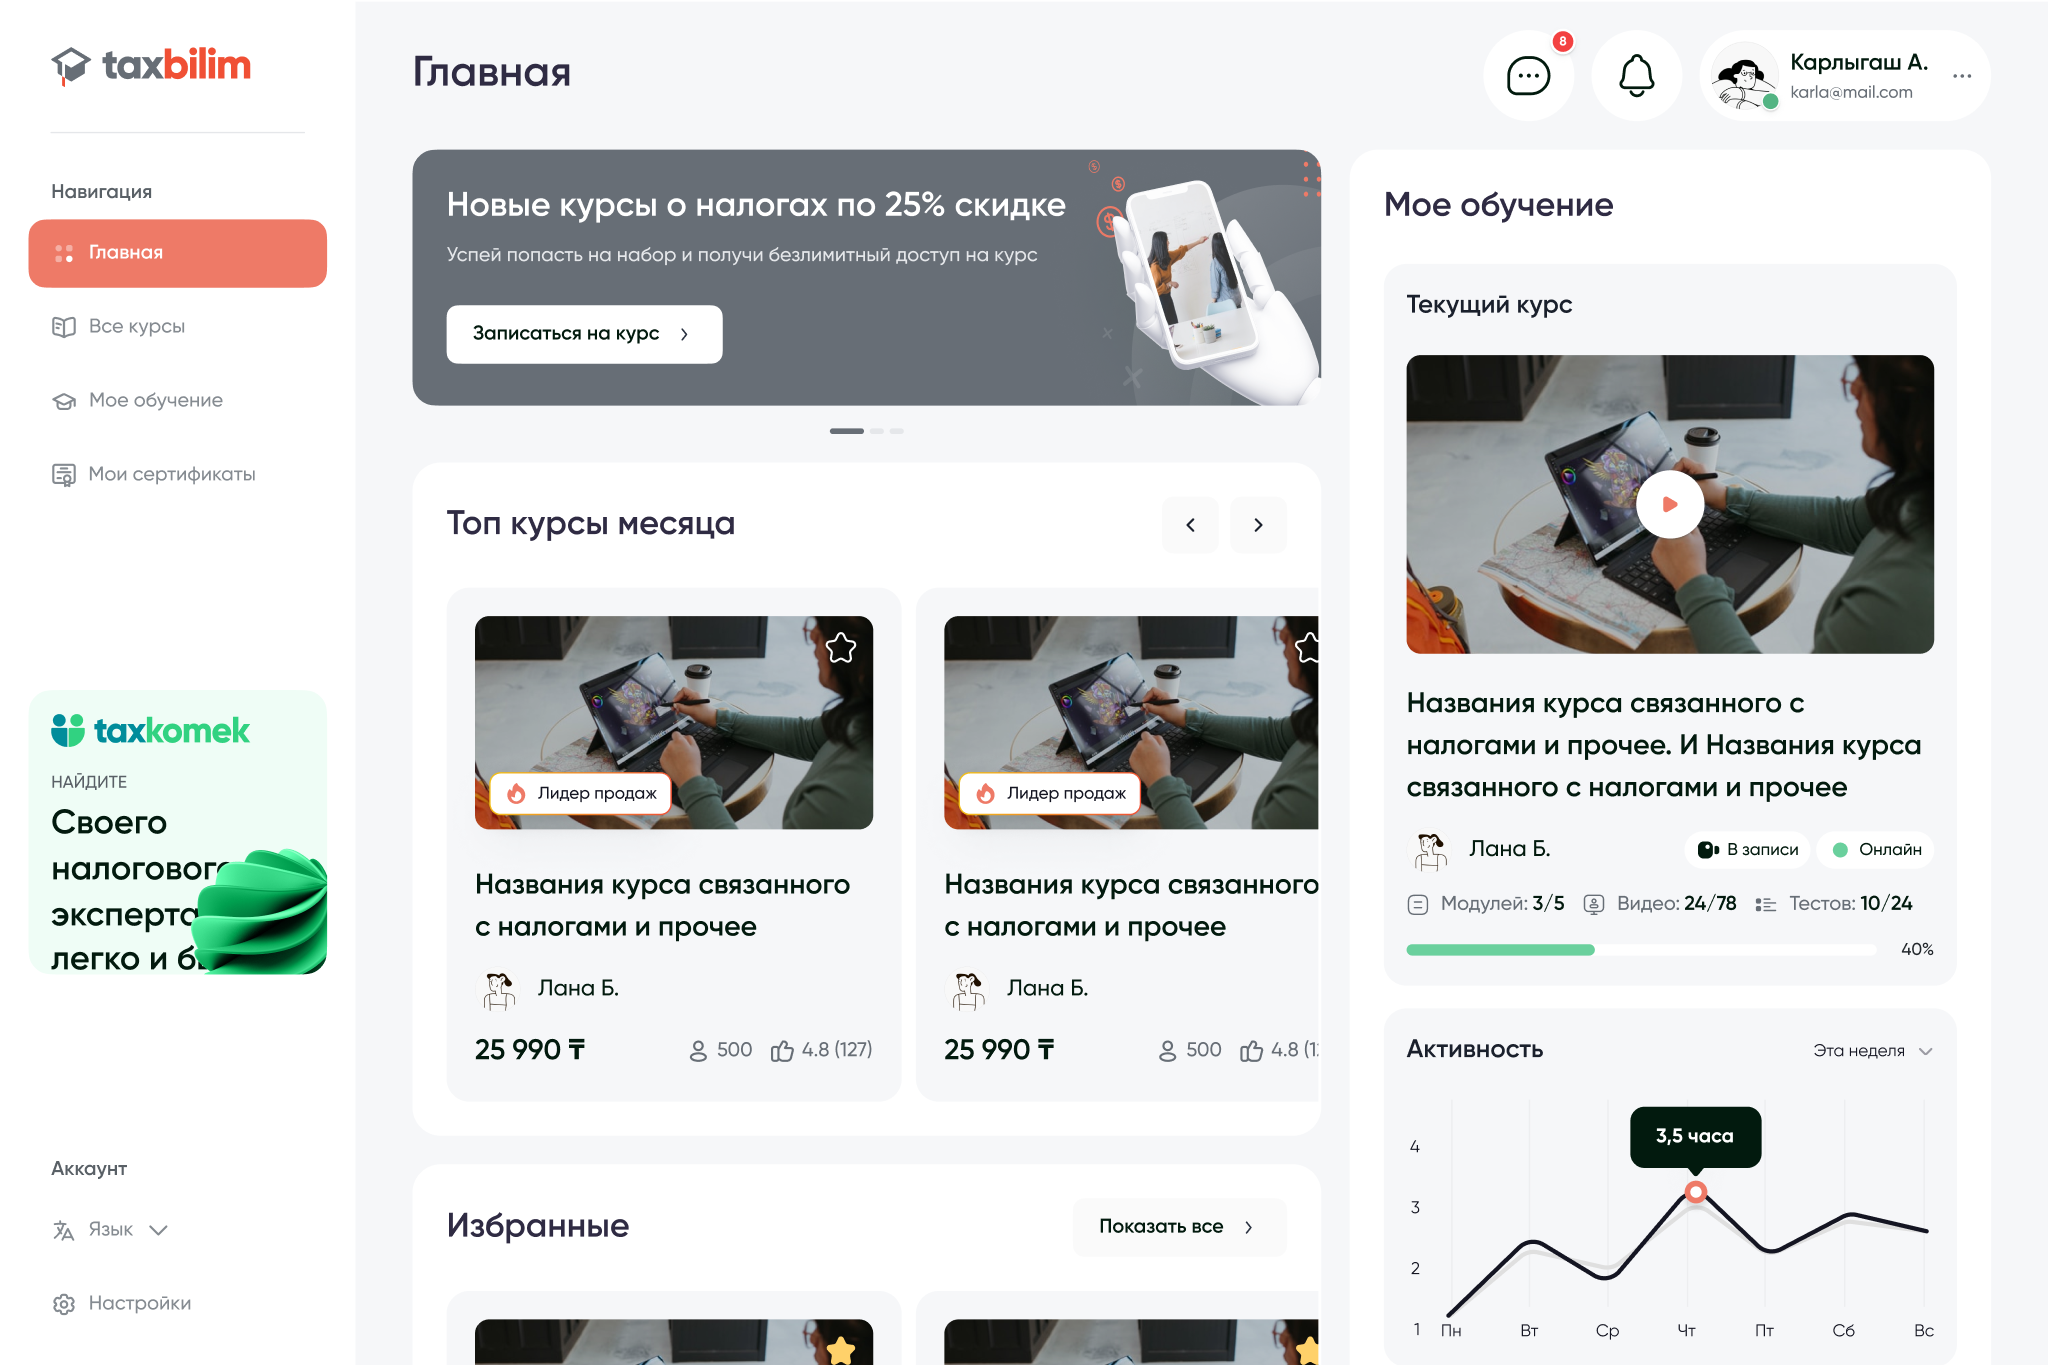 taxbilim
Навигация
Главная
Все курсы
Мое обучение
Мои сертификаты
taxkomek
НАЙДИТЕ
Своего
налогового
эксперта
легко и
Аккаунт
Язык
Настройки
Главная
8
Карлыгаш А.
karla@mail.com
Новые курсы о налогах по 25% скидке
Успей попасть на набор и получи безлимитный доступ на курс
Записаться на курс
Топ курсы месяца
Лидер продаж
Названия курса связанного
с налогами и прочее
Лана Б.
25 990 ₸
500
4.8 (127)
Лидер продаж
Названия курса связанного
с налогами и прочее
Лана Б.
25 990 ₸
500
4.8
Избранные
Показать все
Мое обучение
Текущий курс
Названия курса связанного с
налогами и прочее. И Названия курса
связанного с налогами и прочее
Лана Б.
В записи
Онлайн
Модулей: 3/5
Видео: 24/78
Тестов: 10/24
40%
Активность
Эта неделя
3,5 часа
4
3
2
1
Пн
Вт
Ср
Чт
Пт
Сб
Вс